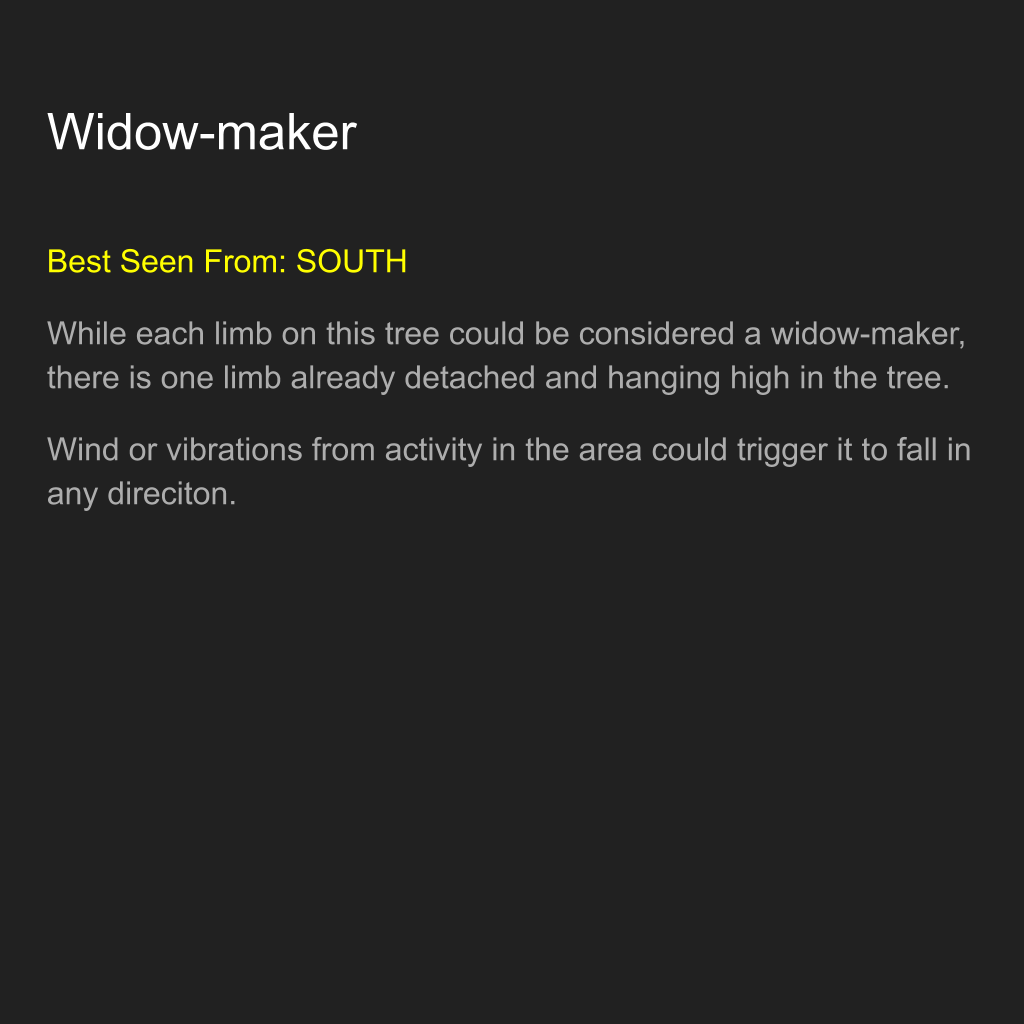 Widow-maker
Best Seen From: SOUTH
While each limb on this tree could be considered a widow-maker,
there is one limb already detached and hanging high in the tree.
Wind or vibrations from activity in the area could trigger it to fall in
any direciton.